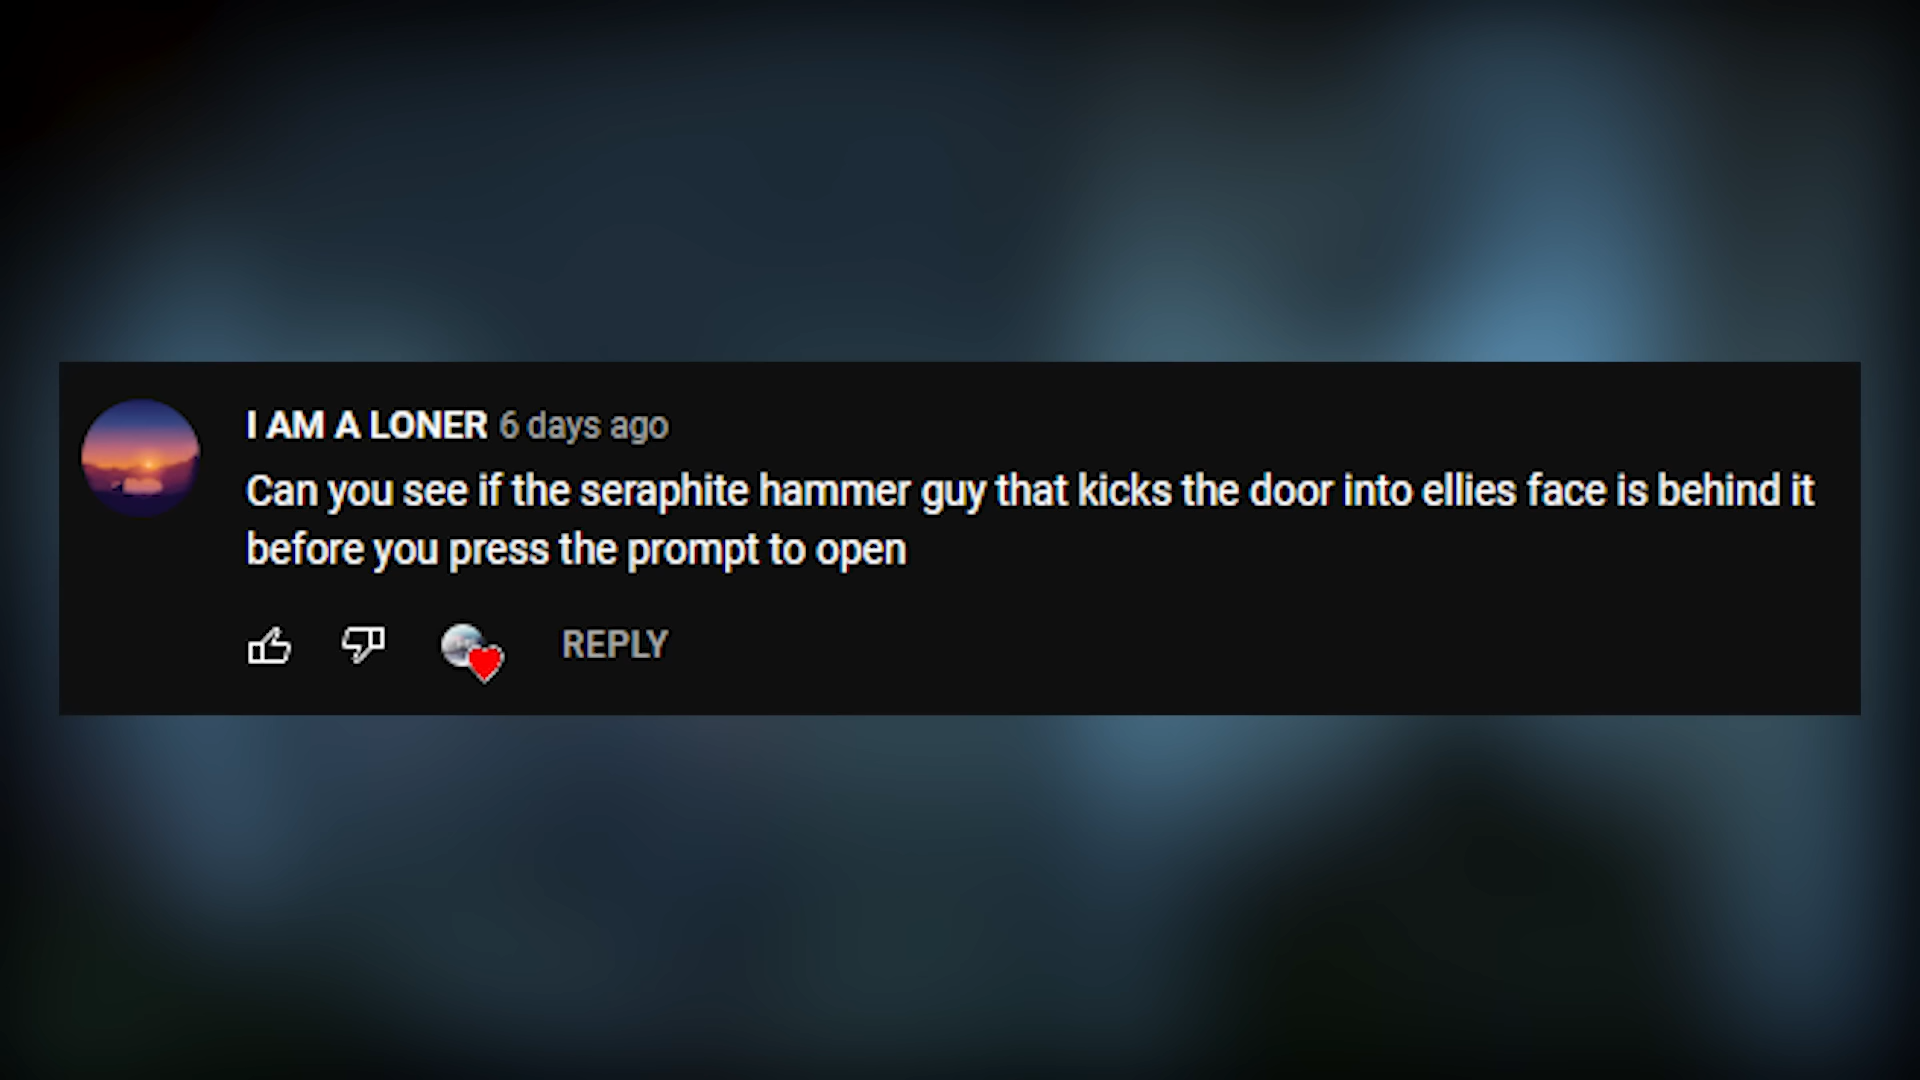 I AM A LONER 6 days ago
Can you see if the seraphite hammer guy that kicks the door into ellies face is behind it
before you press the prompt to open
REPLY